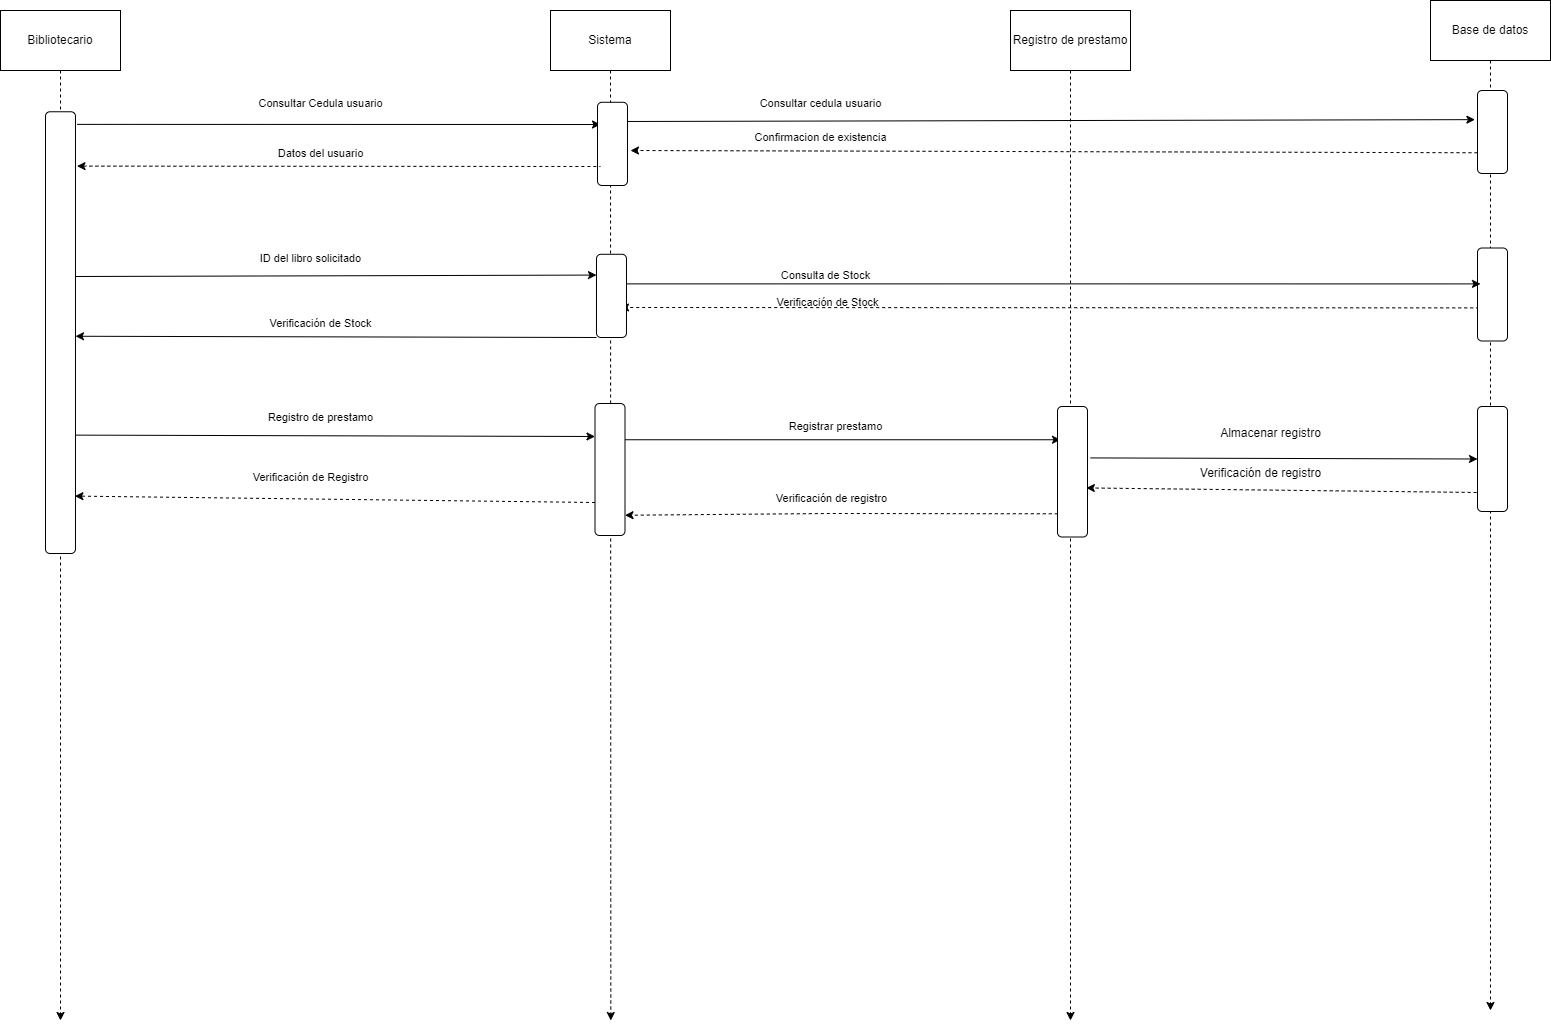 Bibliotecario
Sistema
Registro de prestamo
Base de datos
Consultar Cedula usuario
Consultar cedula usuario
Confirmacion de existencia
Datos del usuario
ID del libro solicitado
Consulta de Stock
Verificación de Stock
Verificación de Stock
Registro de prestamo
Registrar prestamo
Almacenar registro
Verificación de Registro
Verificación de registro
Verificación de registro